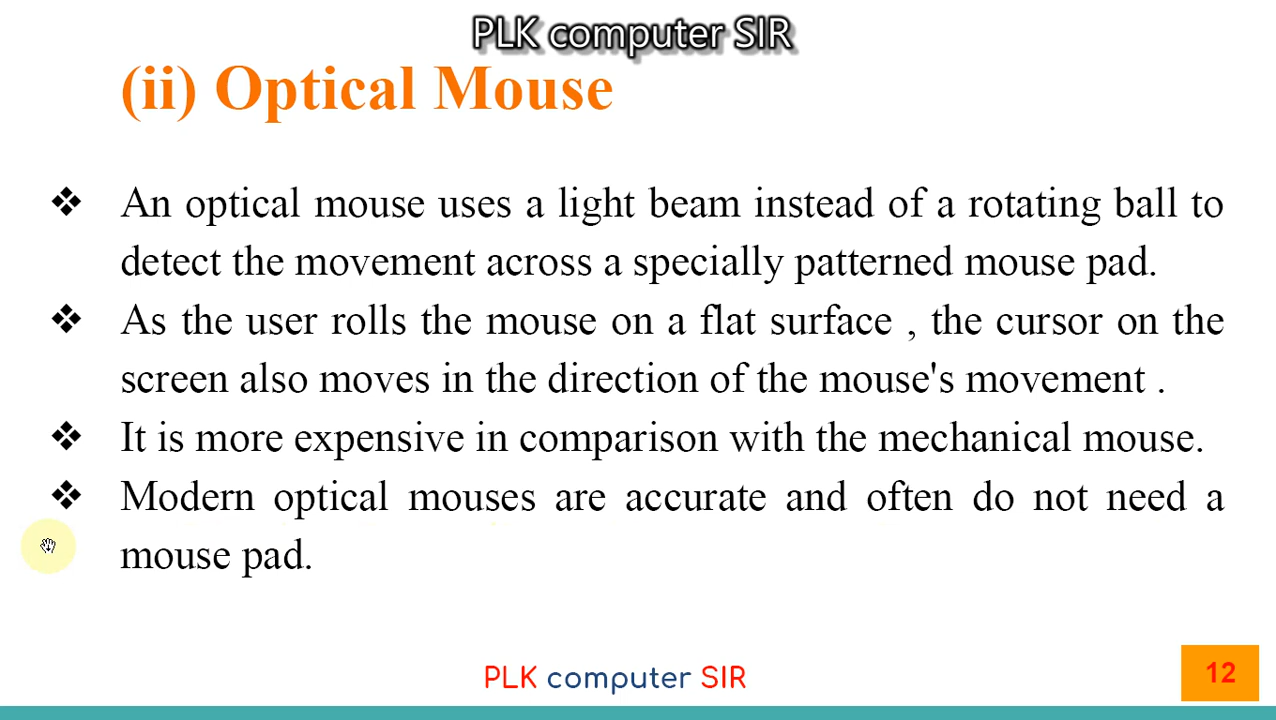 PLK computer SIR
(ii) Optical Mouse
❖ An optical mouse uses a light beam instead of a rotating ball to
detect the movement across a specially patterned mouse pad.
❖ As the user rolls the mouse on a flat surface , the cursor on the
screen also moves in the direction of the mouse's movement .
❖ It is more expensive in comparison with the mechanical mouse.
❖ Modern optical mouses are accurate and often do not need a
mouse pad.
PLK computer SIR
12